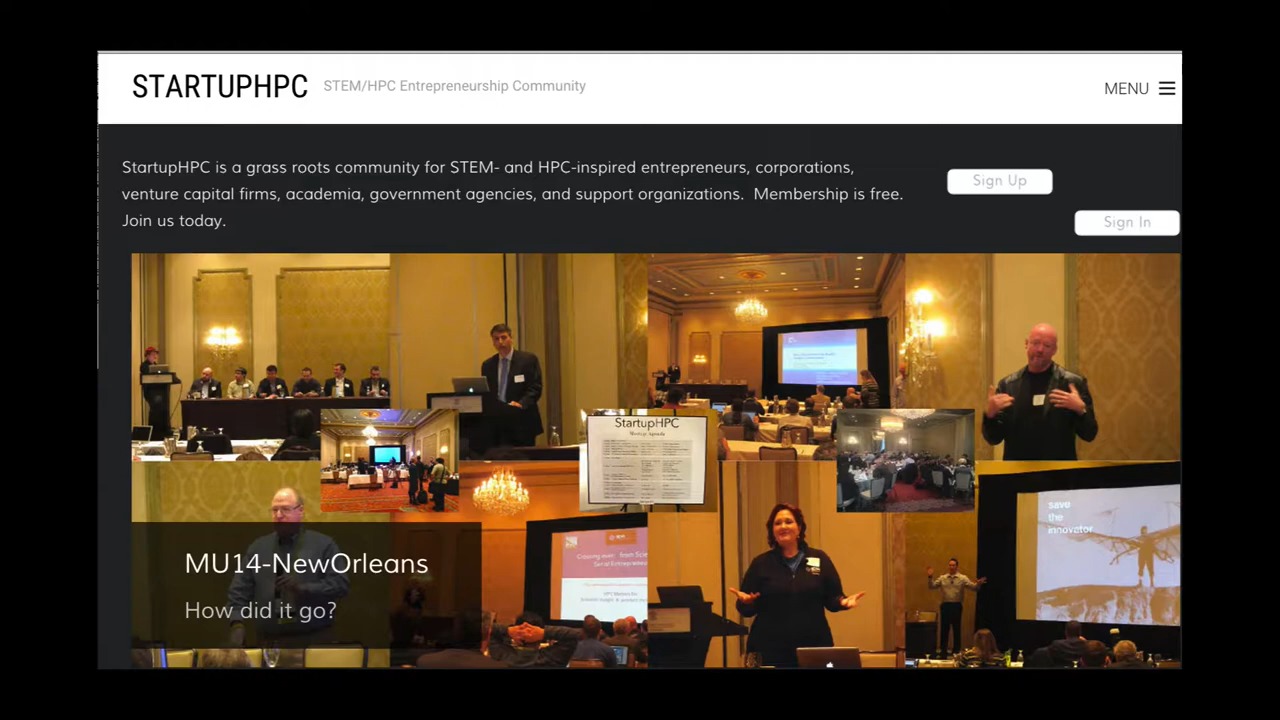 STARTUPHPC STEM/HPC Entrepreneurship Community
MENU
StartupHPC is a grass roots community for STEM- and HPC-inspired entrepreneurs, corporations,
venture capital firms, academia, government agencies, and support organizations. Membership is free.
Join us today.
Sign Up
Sign In
StartupHPC
Meetup Agenda
save
the
innovator
MU14-NewOrleans
How did it go?